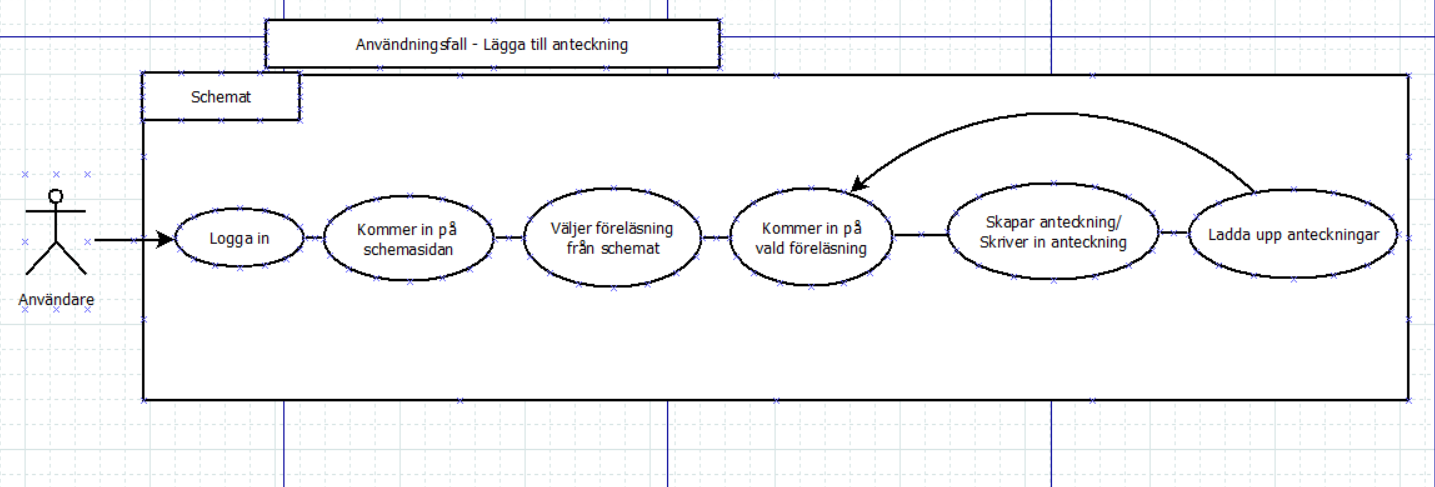 Användningsfall - Lägga till anteckning
Schemat
Logga in
Kommer in på
schemasidan
Väljer föreläsning
från schemat
Kommer in på
vald föreläsning
Skapar anteckning/
Skriver in anteckning
Ladda upp anteckningar
Användare